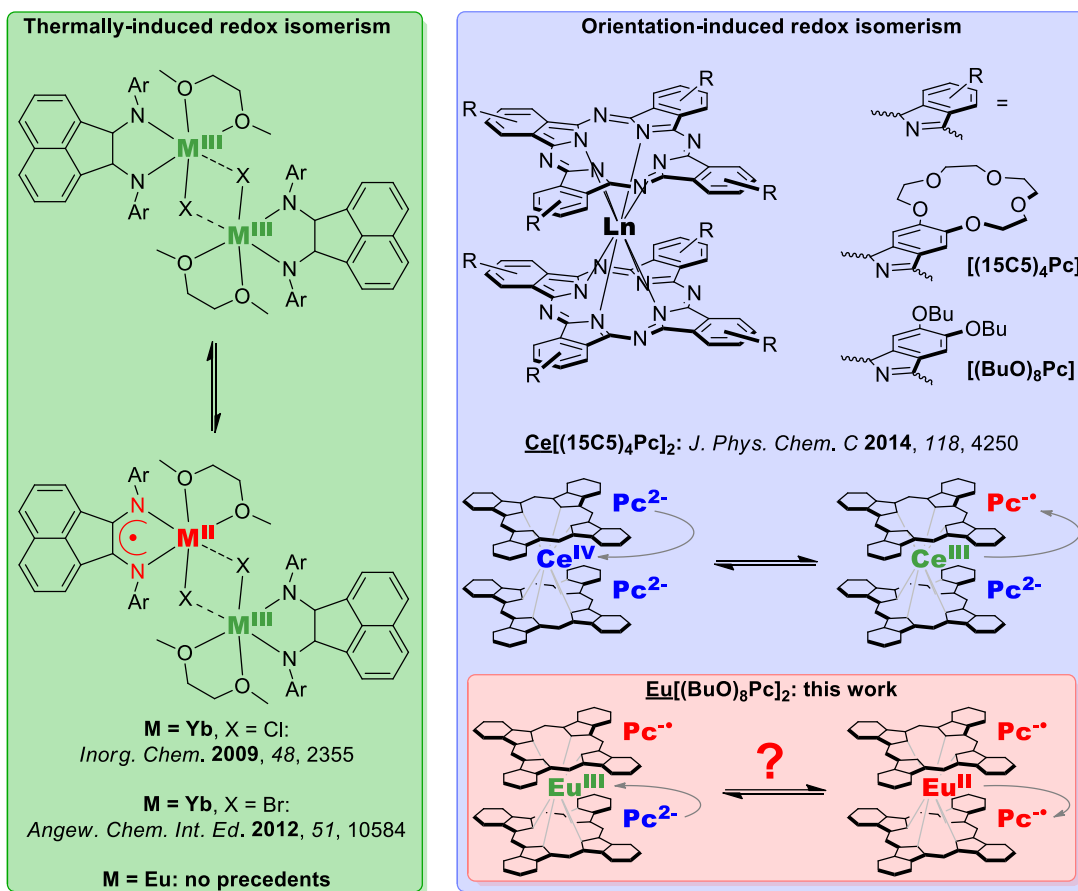 Thermally-induced redox isomerism
Ar
N
O
O
M^III
N
Ar
X
X
Ar
N
M^III
O
N
Ar
O
Ar
N
O
O
M^II
N
Ar
X
X
Ar
N
M^III
O
N
Ar
O
M = Yb, X = Cl:
Inorg. Chem. 2009, 48, 2355
M = Yb, X = Br:
Angew. Chem. Int. Ed. 2012, 51, 10584
M = Eu: no precedents
Orientation-induced redox isomerism
R
R
N
N
N
N
N
N
N
N
R
R
Ln
R
R
N
N
N
N
N
N
N
N
R
R
R
N
=
O
O
O
O
O
N
[(15C5)₄Pc]
OBu
OBu
N
[(BuO)₈Pc]
Ce[(15C5)₄Pc]₂: J. Phys. Chem. C 2014, 118, 4250
Pc²⁻
Ce^IV
Pc²⁻
Pc⁻•
Ce^III
Pc²⁻
Eu[(BuO)₈Pc]₂: this work
Pc⁻•
Eu^III
Pc²⁻
?
Pc⁻•
Eu^II
Pc⁻•